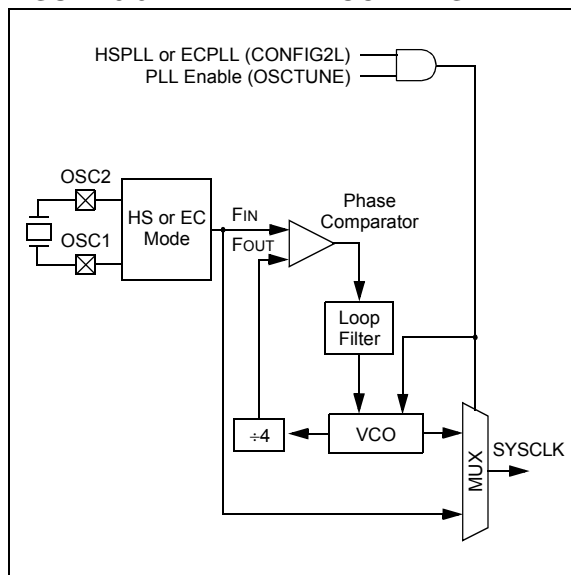 HSPLL or ECPLL (CONFIG2L)
PLL Enable (OSCTUNE)
OSC2
OSC1
HS or EC
Mode
FIN
FOUT
Phase
Comparator
Loop
Filter
÷4
VCO
MUX
SYSCLK